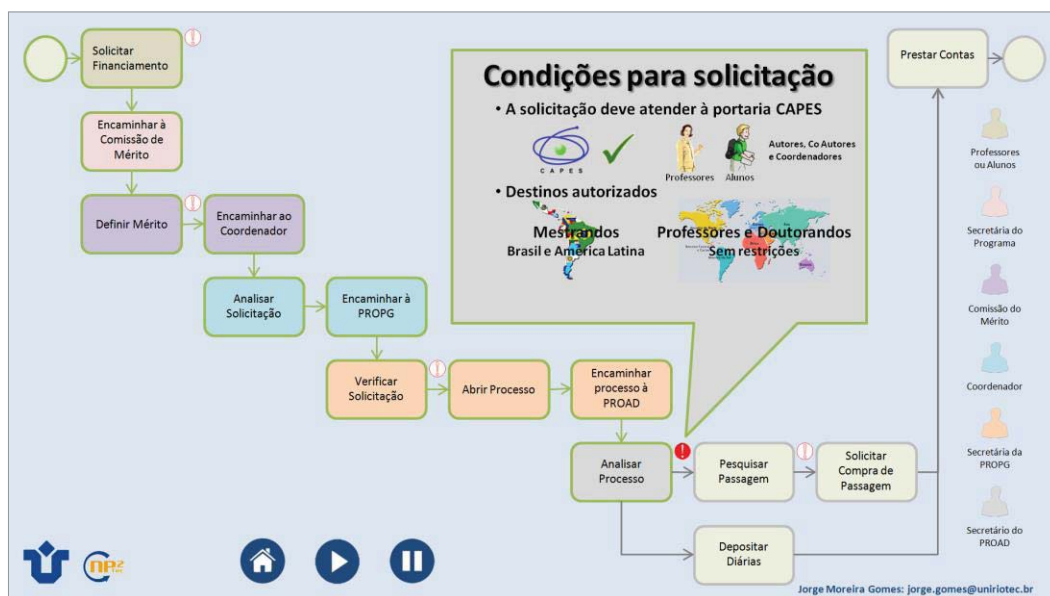 Solicitar
Financiamento
Encaminhar à
Comissão de
Mérito
Definir Mérito
Encaminhar ao
Coordenador
Analisar
Solicitação
Encaminhar à
PROPG
Verificar
Solicitação
Abrir Processo
Encaminhar
processo à
PROAD
Analisar
Processo
Pesquisar
Passagem
Solicitar
Compra de
Passagem
Depositar
Diárias
Prestar Contas
Condições para solicitação
• A solicitação deve atender à portaria CAPES
CAPES
Professores
Alunos
Autores, Co Autores
e Coordenadores
• Destinos autorizados
Mestrandos
Brasil e América Latina
Professores e Doutorandos
Sem restrições
Professores
ou Alunos
Secretária do
Programa
Comissão do
Mérito
Coordenador
Secretária da
PROPG
Secretário do
PROAD
NP2
Jorge Moreira Gomes: jorge.gomes@uniriotec.br